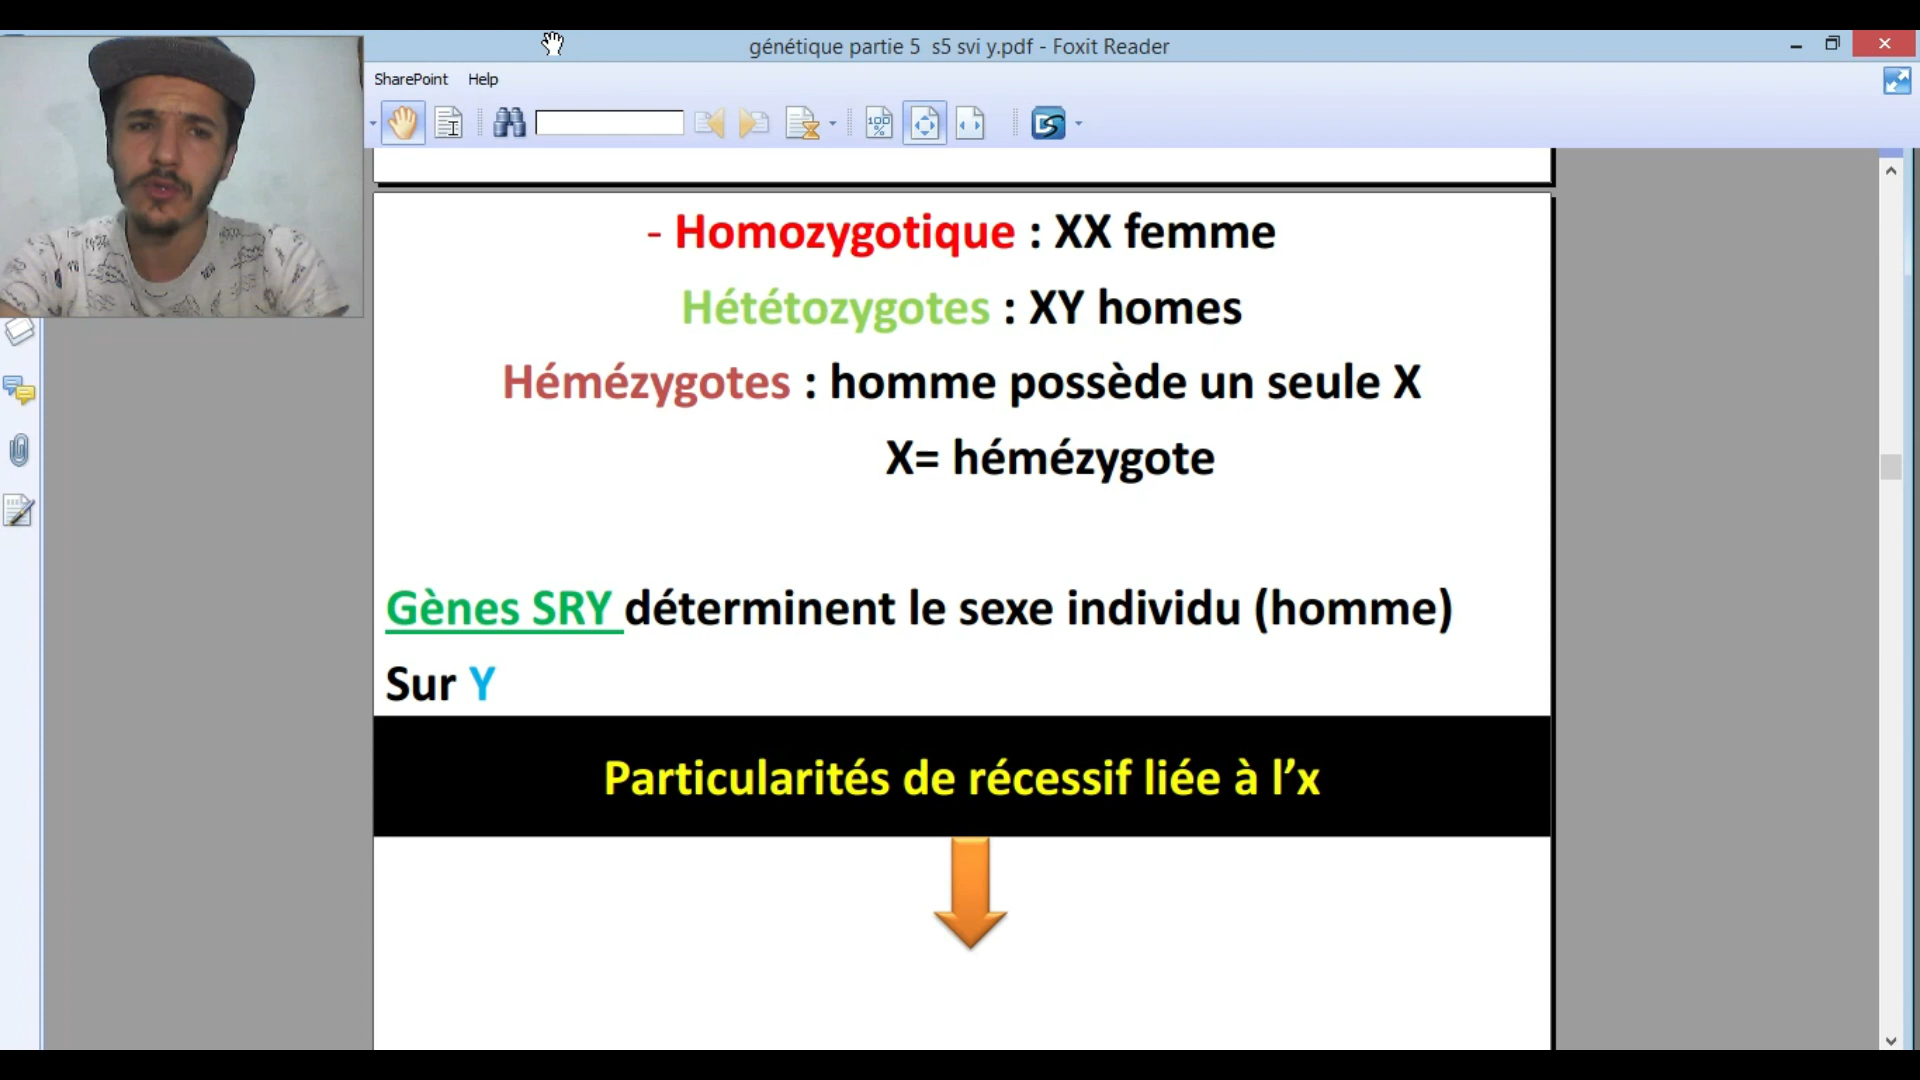 génétique partie 5 s5 svi y.pdf - Foxit Reader
SharePoint Help
100 %
- Homozygotique : XX femme
Hététozygotes : XY homes
Hémézygotes : homme possède un seule X
X= hémézygote
Gènes SRY déterminent le sexe individu (homme)
Sur Y
Particularités de récessif liée à l’x